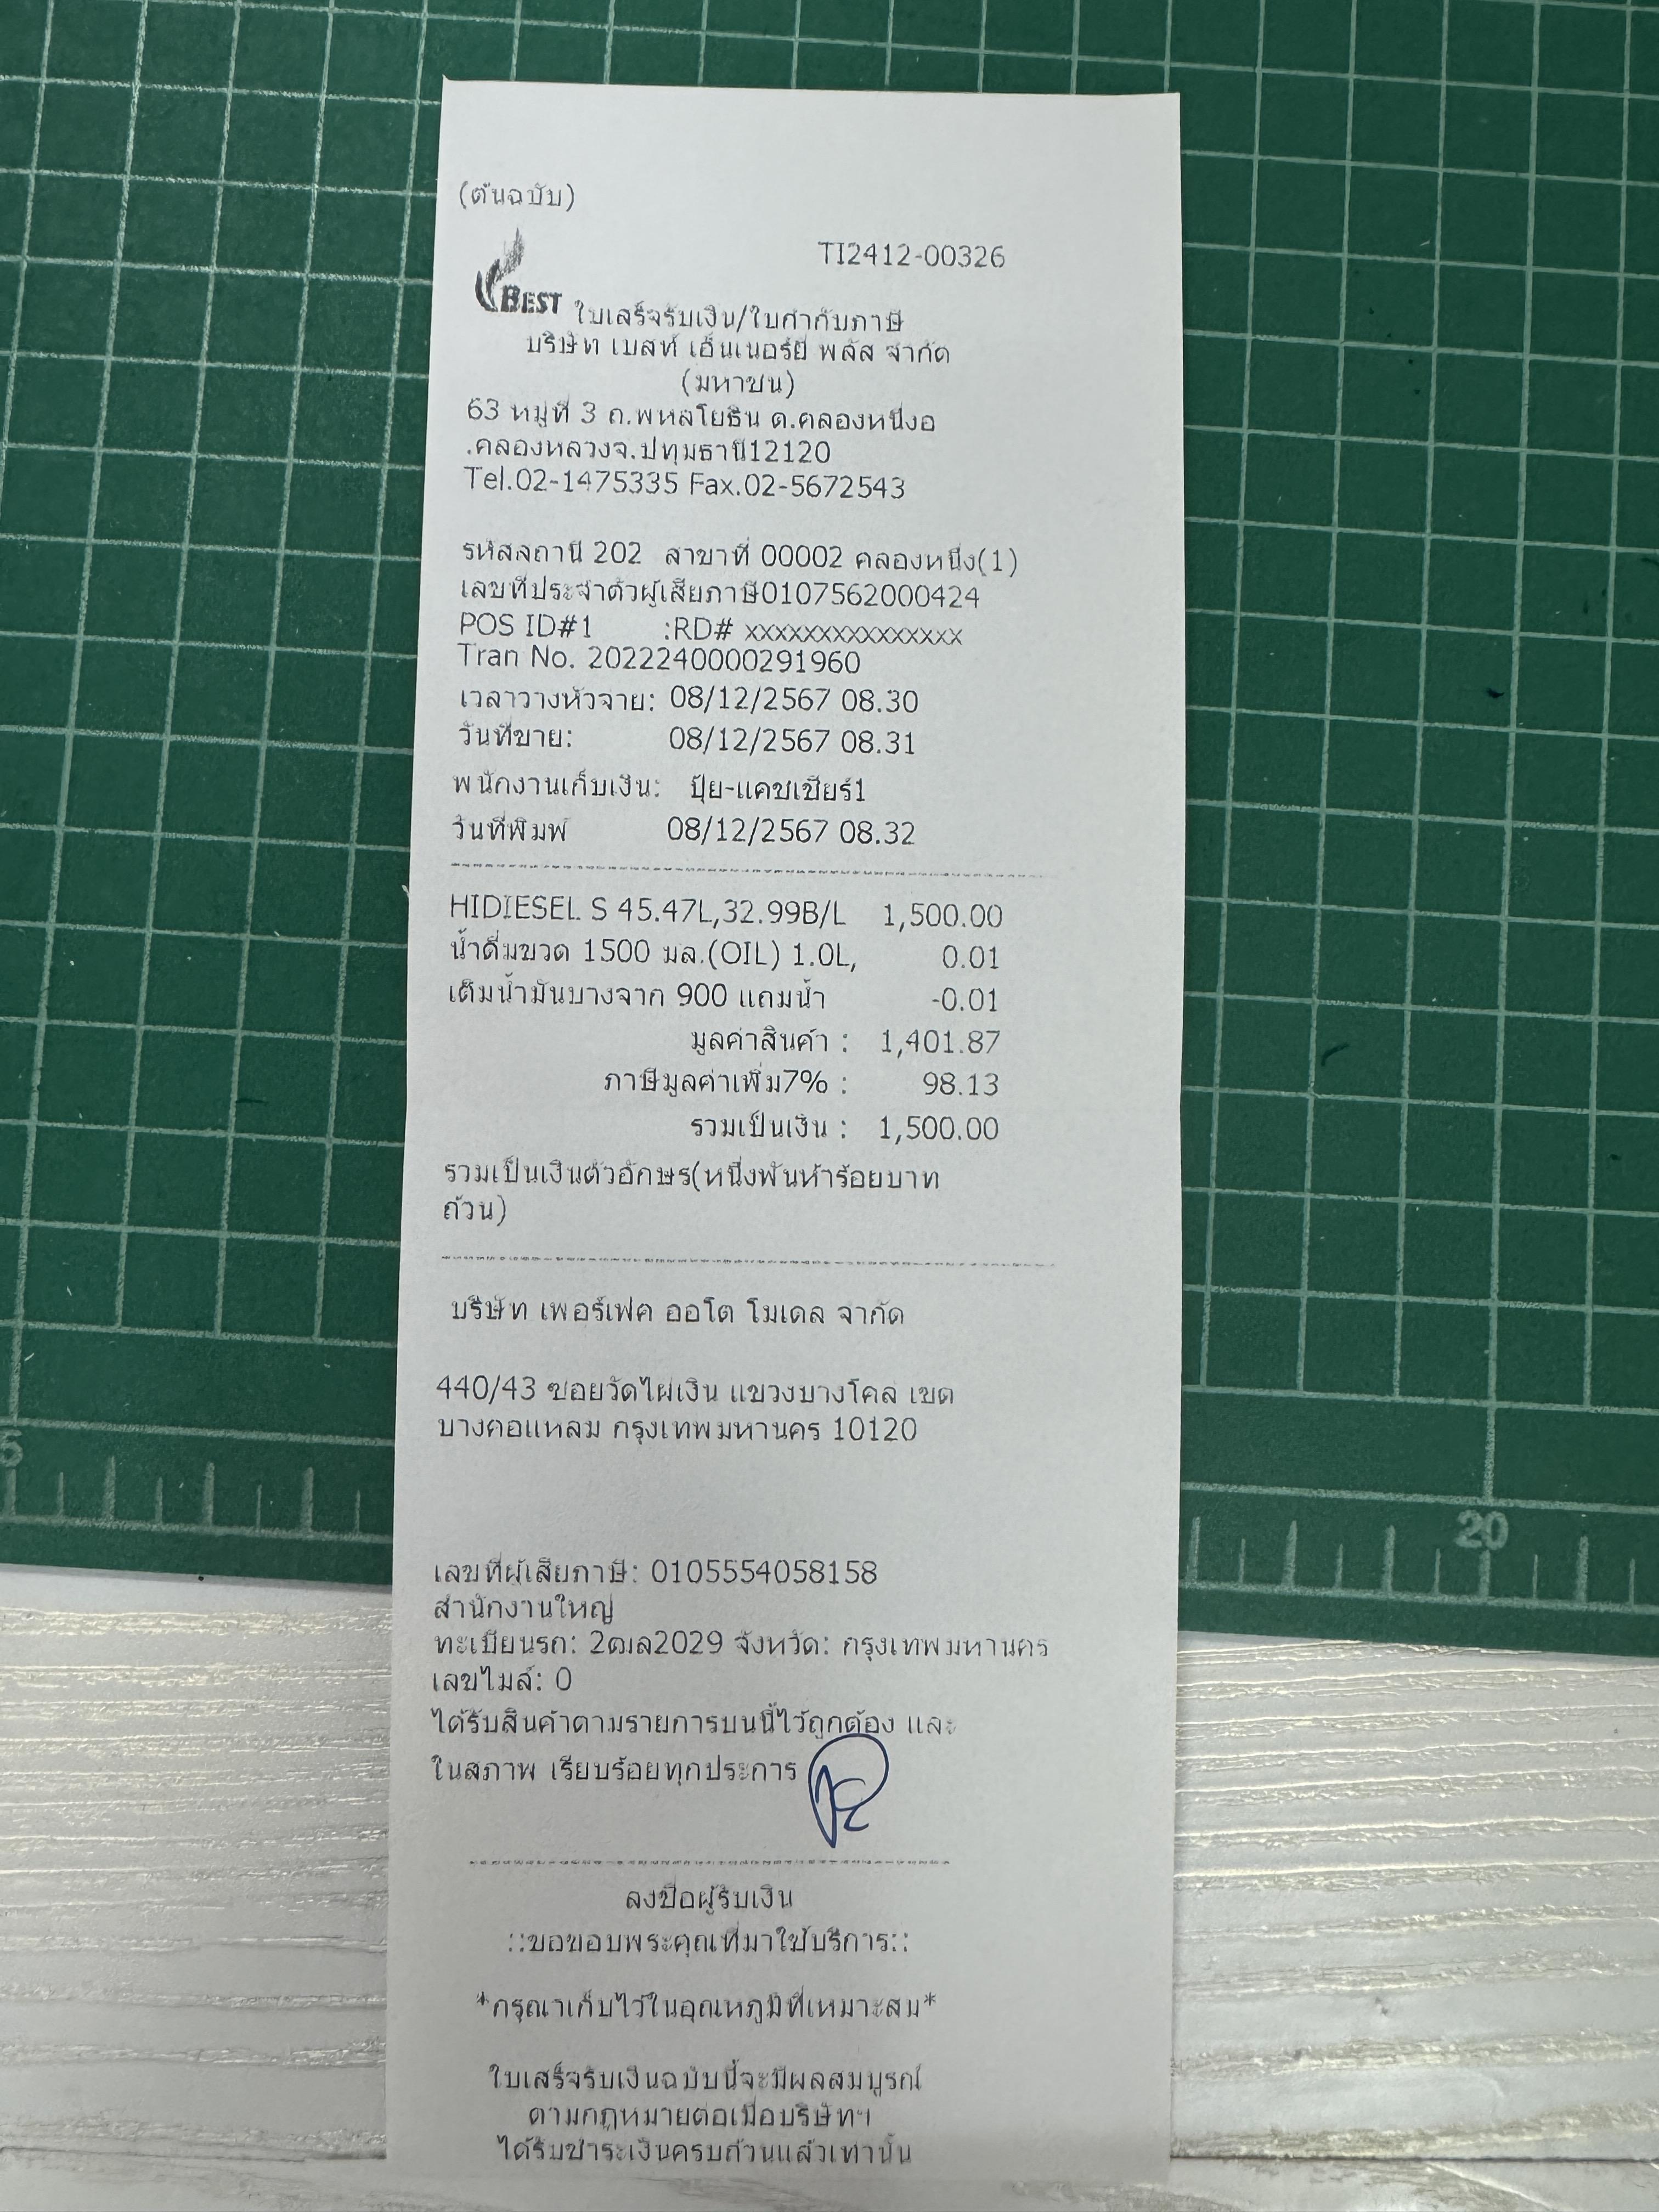 (ต้นฉบับ)
TI2412-00326
BEST
ใบเสร็จรับเงิน/ใบกำกับภาษี
บริษัท เบสท์ เอ็นเนอร์ยี พลัส จำกัด
(มหาชน)
63 หมู่ที่ 3 ถ.พหลโยธิน ต.คลองหนึ่งอ
.คลองหลวงจ.ปทุมธานี12120
Tel.02-1475335 Fax.02-5672543
รหัสสถานี 202 สาขาที่ 00002 คลองหนึ่ง(1)
เลขที่ประจำตัวผู้เสียภาษี0107562000424
POS ID#1 :RD# xxxxxxxxxxxxxxx
Tran No. 2022240000291960
เวลาวางหัวจ่าย: 08/12/2567 08.30
วันที่ขาย: 08/12/2567 08.31
พนักงานเก็บเงิน: ปุ้ย-แคชเชียร์1
วันที่พิมพ์ 08/12/2567 08.32
HIDIESEL S 45.47L,32.99B/L 1,500.00
น้ำดื่มขวด 1500 มล.(OIL) 1.0L, 0.01
เติมน้ำมันบางจาก 900 แถมน้ำ -0.01
มูลค่าสินค้า : 1,401.87
ภาษีมูลค่าเพิ่ม7% : 98.13
รวมเป็นเงิน : 1,500.00
รวมเป็นเงินตัวอักษร(หนึ่งพันห้าร้อยบาท
ถ้วน)
บริษัท เพอร์เฟค ออโต โมเดล จำกัด
440/43 ซอยวัดไผ่เงิน แขวงบางโคล่ เขต
บางคอแหลม กรุงเทพมหานคร 10120
เลขที่ผู้เสียภาษี: 0105554058158
สำนักงานใหญ่
ทะเบียนรถ: 2ฒล2029 จังหวัด: กรุงเทพมหานคร
เลขไมล์: 0
ได้รับสินค้าตามรายการบนนี้ไว้ถูกต้อง และ
ในสภาพ เรียบร้อยทุกประการ
ลงชื่อผู้รับเงิน
::ขอขอบพระคุณที่มาใช้บริการ::
*กรุณาเก็บไว้ในอุณหภูมิที่เหมาะสม*
ใบเสร็จรับเงินฉบับนี้จะมีผลสมบูรณ์
ตามกฎหมายต่อเมื่อบริษัทฯ
ได้รับชำระเงินครบถ้วนแล้วเท่านั้น
20
5